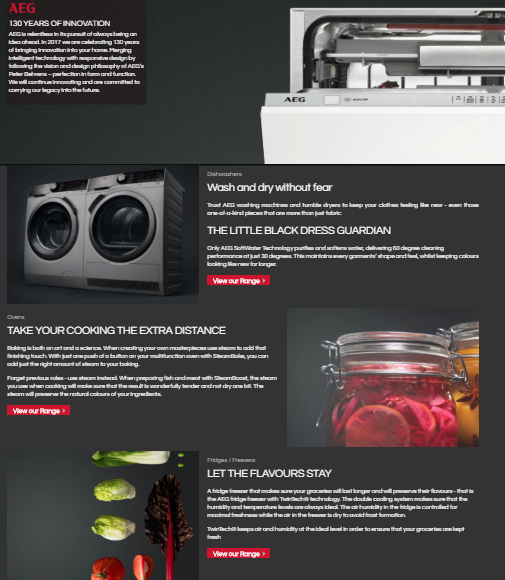 AEG
130 YEARS OF INNOVATION
AEG is relentless in its pursuit of always being an
idea ahead. In 2017 we are celebrating 130 years
of bringing innovation into your home. Merging
intelligent technology with responsive design by
following the vision and design philosophy of AEG's
Peter Behrens – perfection in form and function.
We will continue innovating and are committed to
carrying our legacy into the future.
AEG
Dishwashers
Wash and dry without fear
Trust AEG washing machines and tumble dryers to keep your clothes feeling like new - even those
one-of-a-kind pieces that are more than just fabric
THE LITTLE BLACK DRESS GUARDIAN
Only AEG SoftWater Technology purifies and softens water, delivering 60 degree cleaning
performance at just 30 degrees. This maintains every garments' shape and feel, whilst keeping colours
looking like new for longer.
View our Range
Ovens
TAKE YOUR COOKING THE EXTRA DISTANCE
Baking is both an art and a science. When creating your own masterpieces use steam to add that
finishing touch. With just one push of a button on your multifunction oven with SteamBake, you can
add just the right amount of steam to your baking.
Forget previous rules - use steam instead. When preparing fish and meat with SteamBoost, the steam
you use when cooking will make sure that the result is wonderfully tender and not dry one bit. The
steam will preserve the natural colours of your ingredients.
View our Range
Fridges / Freezers
LET THE FLAVOURS STAY
A fridge freezer that makes sure your groceries will last longer and will preserve their flavours - that is
the AEG fridge freezer with TwinTech® technology. The double cooling system makes sure that the
humidity and temperature levels are always ideal. The air humidity in the fridge is controlled for
maximal freshness while the air in the freezer is dry to avoid frost formation.
TwinTech® keeps air and humidity at the ideal level in order to ensure that your groceries are kept
fresh
View our Range